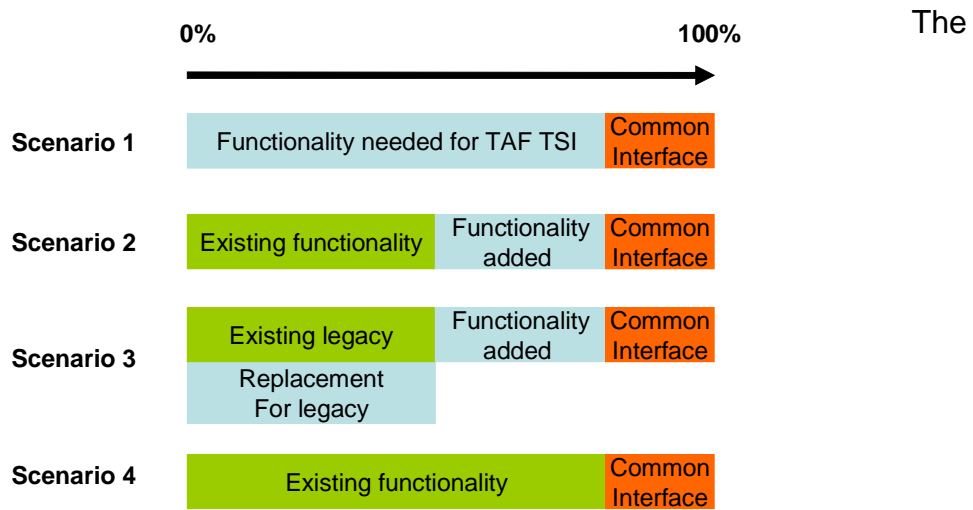 The
0%
100%
Scenario 1
Functionality needed for TAF TSI
Common
Interface
Scenario 2
Existing functionality
Functionality
added
Common
Interface
Scenario 3
Existing legacy
Functionality
added
Common
Interface
Replacement
For legacy
Scenario 4
Existing functionality
Common
Interface